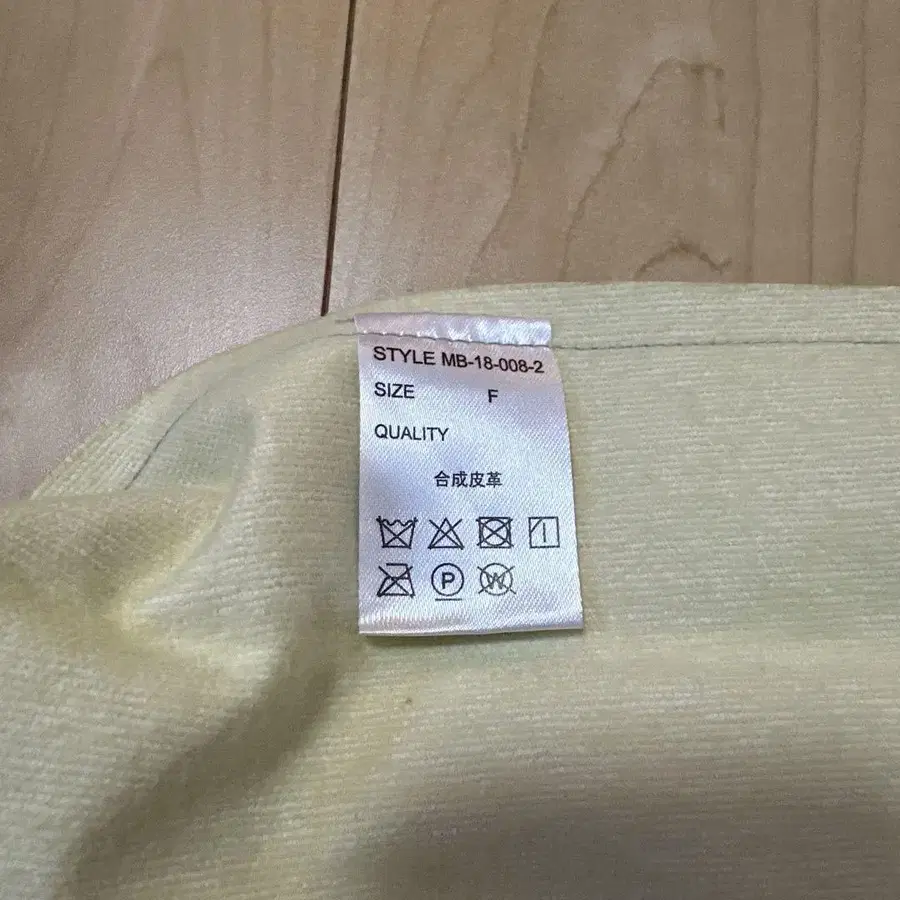 STYLE MB-18-008-2
SIZE F
QUALITY
合成皮革
P
W